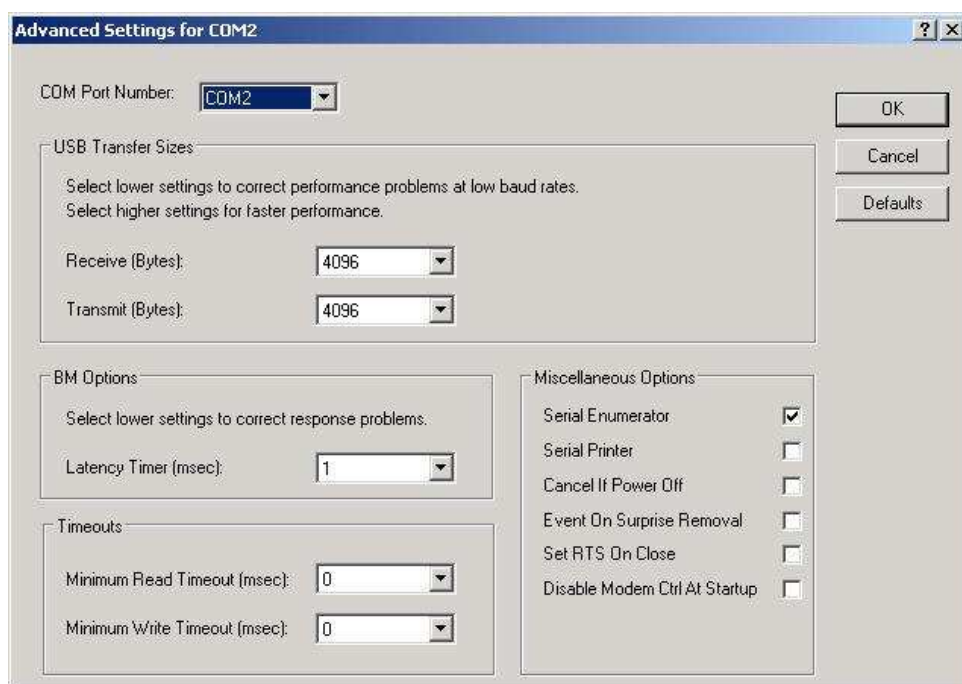 Advanced Settings for COM2
COM Port Number: COM2
OK
Cancel
Defaults
USB Transfer Sizes
Select lower settings to correct performance problems at low baud rates.
Select higher settings for faster performance.
Receive (Bytes): 4096
Transmit (Bytes): 4096
BM Options
Select lower settings to correct response problems.
Latency Timer (msec): 1
Timeouts
Minimum Read Timeout (msec): 0
Minimum Write Timeout (msec): 0
Miscellaneous Options
Serial Enumerator
Serial Printer
Cancel If Power Off
Event On Surprise Removal
Set RTS On Close
Disable Modem Ctrl At Startup